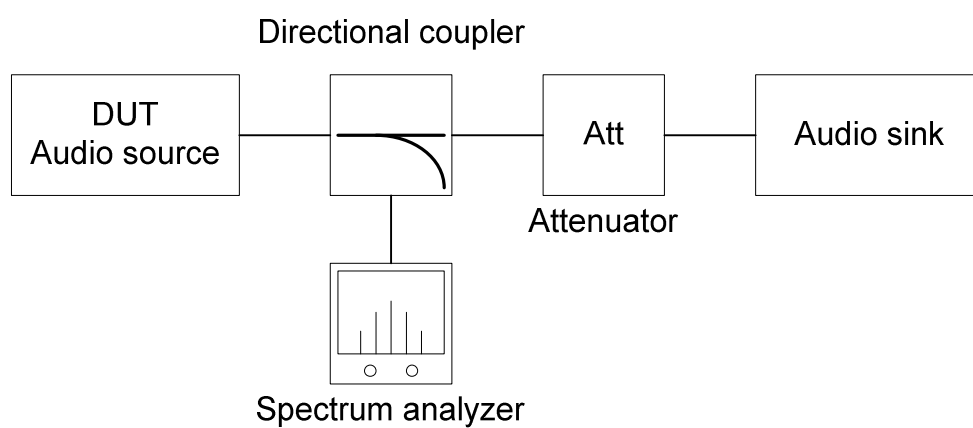 Directional coupler
DUT
Audio source
Att
Audio sink
Attenuator
Spectrum analyzer